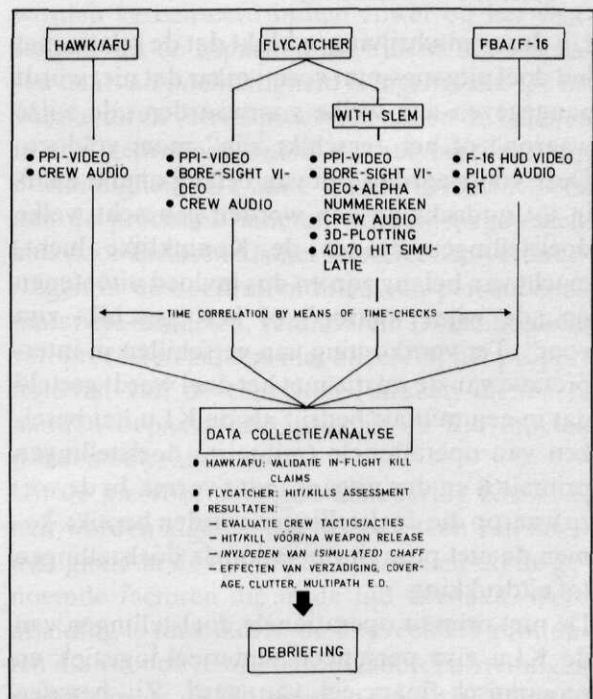 HAWK/AFU
FLYCATCHER
FBA/F-16
WITH SLEM
● PPI-VIDEO
● CREW AUDIO
● PPI-VIDEO
● BORE-SIGHT VI-
DEO
● CREW AUDIO
● PPI-VIDEO
● BORE-SIGHT VI-
DEO+ALPHA
NUMMERIEKEN
● CREW AUDIO
● 3D-PLOTTING
● 40L70 HIT SIMU-
LATIE
● F-16 HUD VIDEO
● PILOT AUDIO
● RT
TIME CORRELATION BY MEANS OF TIME-CHECKS
DATA COLLECTIE/ANALYSE
● HAWK/AFU: VALIDATIE IN-FLIGHT KILL
CLAIMS
● FLYCATCHER: HIT/KILLS ASSESSMENT
● RESULTATEN:
– EVALUATIE CREW TACTICS/ACTIES
– HIT/KILL VÓÓR/NA WEAPON RELEASE
– INVLOEDEN VAN (SIMULATED) CHAFF
– EFFECTEN VAN VERZADIGING, COVER-
AGE, CLUTTER, MULTIPATH E.D.
DEBRIEFING